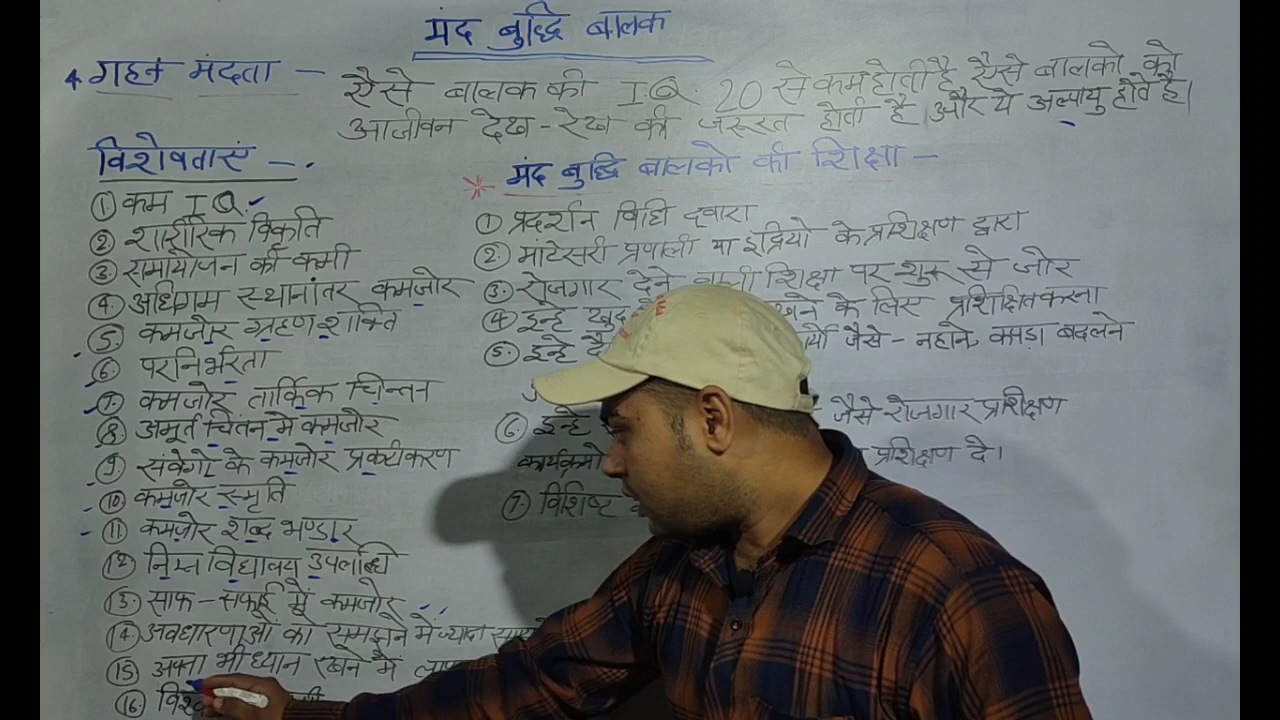 मंद बुद्धि बालक
4. गहन मंदता - ऐसे बालक की I.Q. 20 से कम होती है, ऐसे बालको को
आजीवन देख-रेख की जरूरत होती है और ये अल्पायु होते है।
विशेषताएं -
① कम I.Q.
② शारीरिक विकृति
③ समायोजन की कमी
④ अधिगम स्थानांतर कमजोर
⑤ कमजोर ग्रहण शक्ति
⑥ परनिर्भरता
⑦ कमजोर तार्किक चिन्तन
⑧ अमूर्त चिंतन मे कमजोर
⑨ संवेगो के कमजोर प्रकटीकरण
⑩ कमजोर स्मृति
⑪ कमजोर शब्द भण्डार
⑫ निम्न विद्यालय उपलब्धि
⑬ साफ-सफाई में कमजोर
⑭ अवधारणाओं को समझने में ज्यादा
⑮ अपना भी ध्यान रखने में
⑯
* मंद बुद्धि बालको की शिक्षा -
① प्रदर्शन विधि द्वारा
② मांटेसरी प्रणाली या इंद्रियो के प्रशिक्षण द्वारा
③ रोजगार देने वाली शिक्षा पर शुरू से जोर
④ इन्हे खुद के लिए प्रशिक्षित करना
⑤ इन्हे जैसे - नहाने, कपड़ा बदलने
⑥ इन्हे जैसे रोजगार प्रशिक्षण
कार्यक्रमो प्रशिक्षण दे।
⑦ विशिष्ट